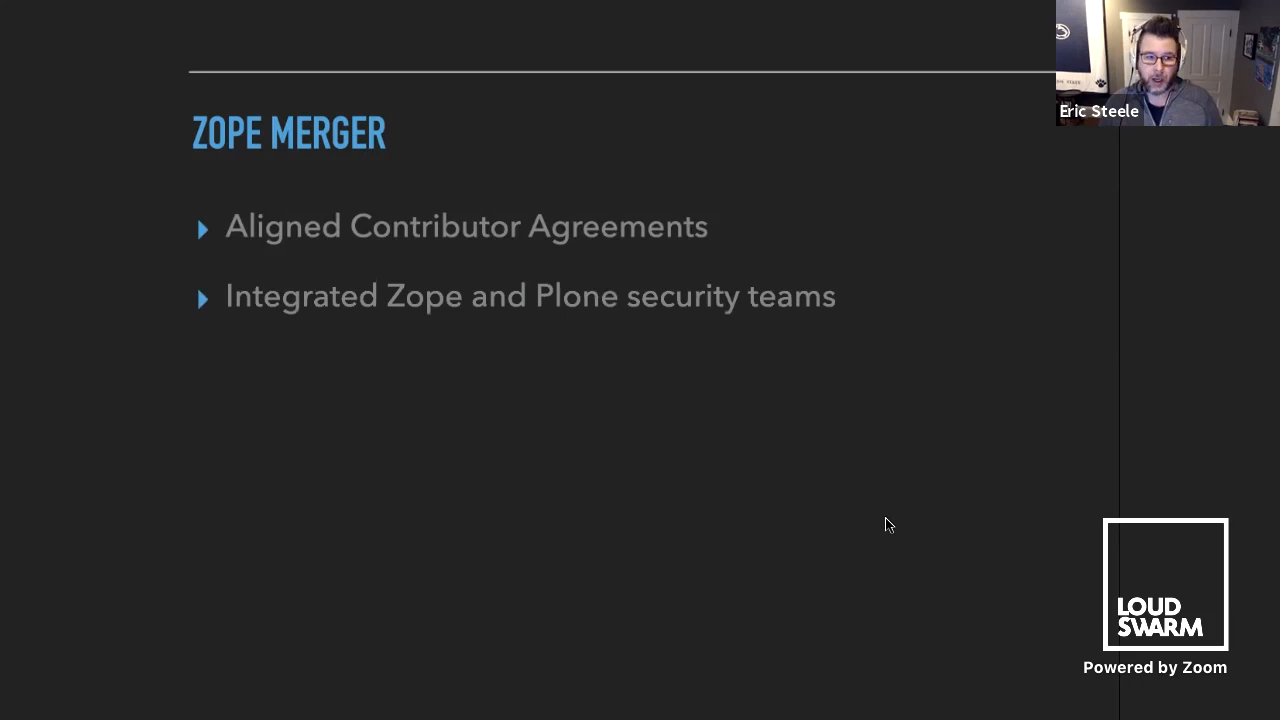 ZOPE MERGER
Aligned Contributor Agreements
Integrated Zope and Plone security teams
Eric Steele
LOUD
SWARM
Powered by Zoom